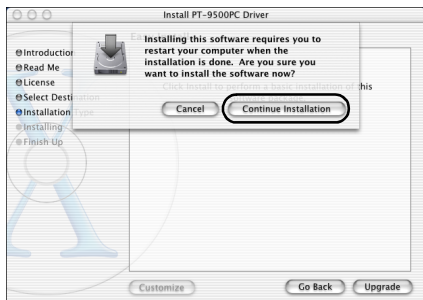 Install PT-9500PC Driver
Installing this software requires you to
restart your computer when the
installation is done. Are you sure you
want to install the software now?
Cancel
Continue Installation
Ea
Introduction
Read Me
License
Select Destination
Installation Type
Installing
Finish Up
Click Install to perform a basic installation of this
Customize
Go Back
Upgrade